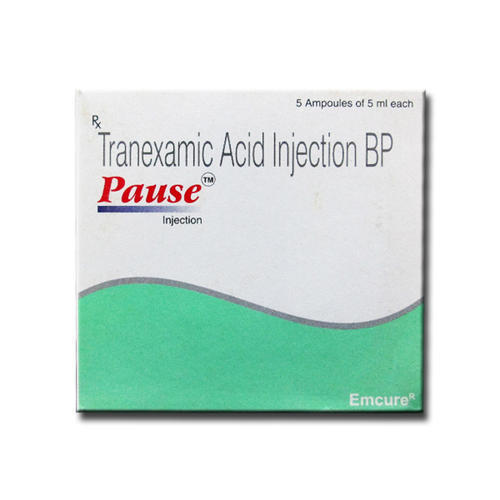 5 Ampoules of 5 ml each
Rx
Tranexamic Acid Injection BP
Pause™
Injection
Emcure®